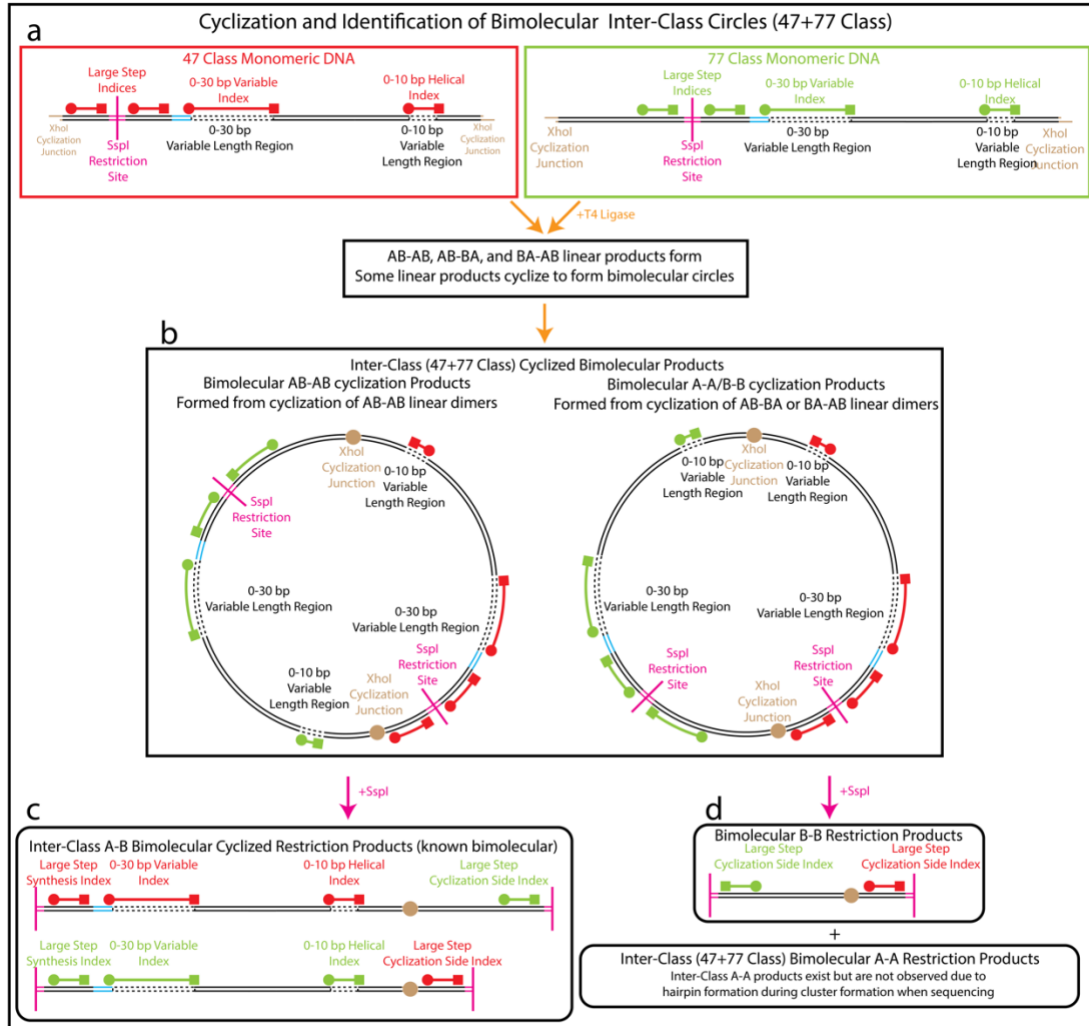 Cyclization and Identification of Bimolecular Inter-Class Circles (47+77 Class)
a
47 Class Monomeric DNA
Large Step
Indices
0-30 bp Variable
Index
0-10 bp Helical
Index
XhoI
Cyclization
Junction
SspI
Restriction
Site
0-30 bp
Variable Length Region
0-10 bp
Variable
Length Region
XhoI
Cyclization
Junction
77 Class Monomeric DNA
Large Step
Indices
0-30 bp Variable
Index
0-10 bp Helical
Index
XhoI
Cyclization
Junction
SspI
Restriction
Site
0-30 bp
Variable Length Region
0-10 bp
Variable
Length Region
XhoI
Cyclization
Junction
+T4 Ligase
AB-AB, AB-BA, and BA-AB linear products form
Some linear products cyclize to form bimolecular circles
b
Inter-Class (47+77 Class) Cyclized Bimolecular Products
Bimolecular AB-AB cyclization Products
Formed from cyclization of AB-AB linear dimers
XhoI
Cyclization
Junction
0-10 bp
Variable
Length Region
SspI
Restriction
Site
0-30 bp
Variable Length Region
0-30 bp
Variable Length Region
SspI
Restriction
Site
0-10 bp
Variable
Length Region
XhoI
Cyclization
Junction
Bimolecular A-A/B-B cyclization Products
Formed from cyclization of AB-BA or BA-AB linear dimers
XhoI
Cyclization
Junction
0-10 bp
Variable
Length Region
0-10 bp
Variable
Length Region
0-30 bp
Variable Length Region
0-30 bp
Variable Length Region
SspI
Restriction
Site
SspI
Restriction
Site
XhoI
Cyclization
Junction
+SspI
+SspI
c
Inter-Class A-B Bimolecular Cyclized Restriction Products (known bimolecular)
Large Step
Synthesis Index
0-30 bp Variable
Index
0-10 bp Helical
Index
Large Step
Cyclization Side Index
Large Step
Synthesis Index
0-30 bp Variable
Index
0-10 bp Helical
Index
Large Step
Cyclization Side Index
d
Bimolecular B-B Restriction Products
Large Step
Cyclization Side Index
Large Step
Cyclization Side Index
+
Inter-Class (47+77 Class) Bimolecular A-A Restriction Products
Inter-Class A-A products exist but are not observed due to
hairpin formation during cluster formation when sequencing